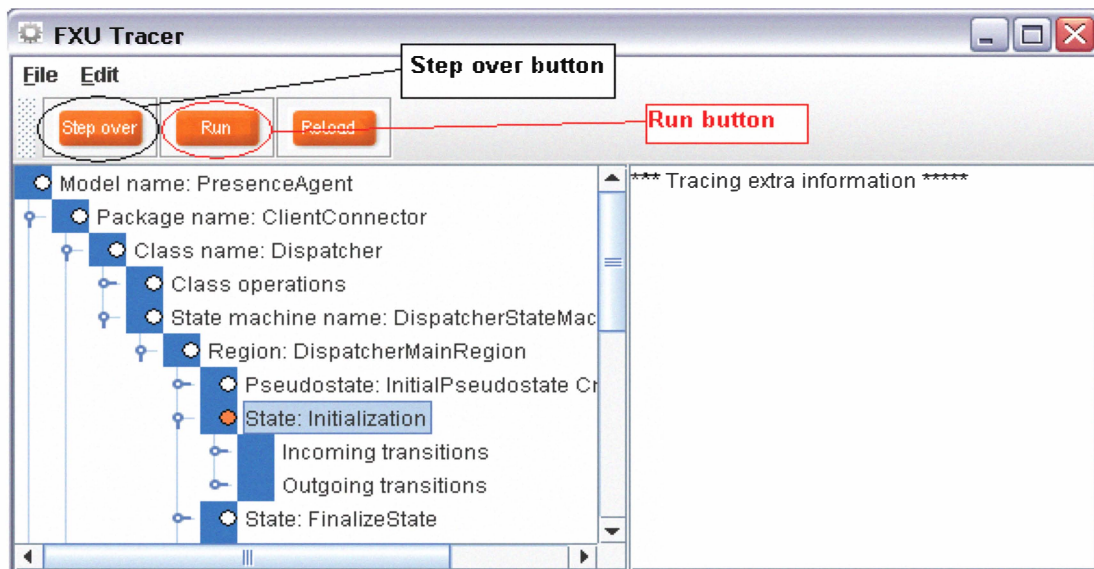 FXU Tracer
File Edit
Step over button
Step over
Run
Reload
Run button
Model name: PresenceAgent
Package name: ClientConnector
Class name: Dispatcher
Class operations
State machine name: DispatcherStateMac
Region: DispatcherMainRegion
Pseudostate: InitialPseudostate Cr
State: Initialization
Incoming transitions
Outgoing transitions
State: FinalizeState
*** Tracing extra information *****